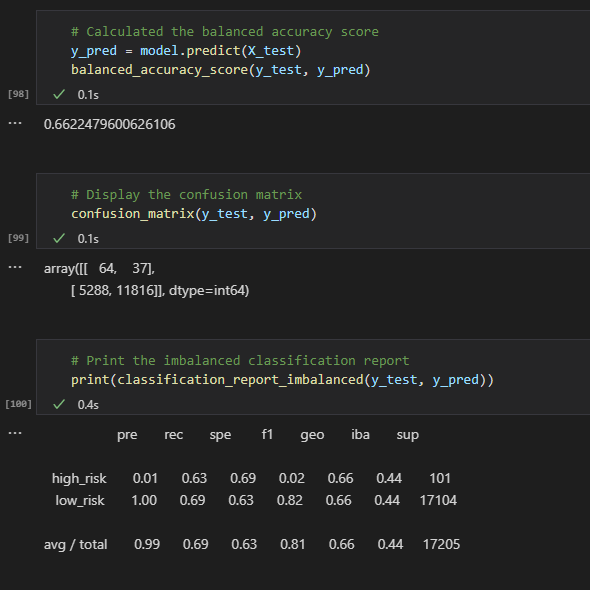 # Calculated the balanced accuracy score
y_pred = model.predict(X_test)
balanced_accuracy_score(y_test, y_pred)
[98] ✓ 0.1s
... 0.6622479600626106
# Display the confusion matrix
confusion_matrix(y_test, y_pred)
[99] ✓ 0.1s
... array([[ 64, 37],
[ 5288, 11816]], dtype=int64)
# Print the imbalanced classification report
print(classification_report_imbalanced(y_test, y_pred))
[100] ✓ 0.4s
... pre rec spe f1 geo iba sup
high_risk 0.01 0.63 0.69 0.02 0.66 0.44 101
low_risk 1.00 0.69 0.63 0.82 0.66 0.44 17104
avg / total 0.99 0.69 0.63 0.81 0.66 0.44 17205